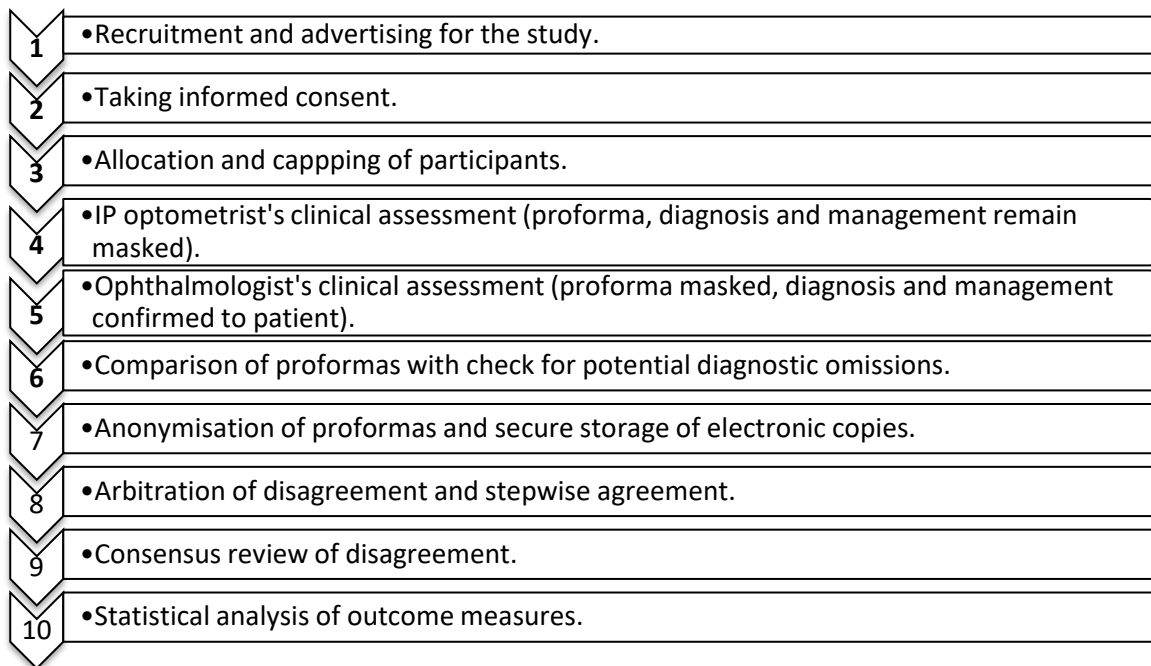 1 •Recruitment and advertising for the study.
2 •Taking informed consent.
3 •Allocation and cappping of participants.
4 •IP optometrist's clinical assessment (proforma, diagnosis and management remain
masked).
5 •Ophthalmologist's clinical assessment (proforma masked, diagnosis and management
confirmed to patient).
6 •Comparison of proformas with check for potential diagnostic omissions.
7 •Anonymisation of proformas and secure storage of electronic copies.
8 •Arbitration of disagreement and stepwise agreement.
9 •Consensus review of disagreement.
10 •Statistical analysis of outcome measures.